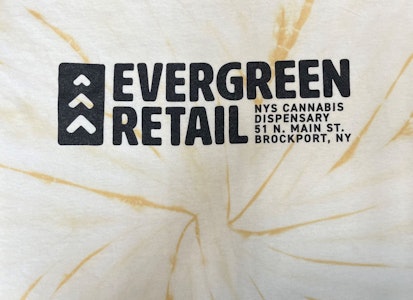 EVERGREEN
RETAIL
NYS CANNABIS
DISPENSARY
51 N. MAIN ST.
BROCKPORT, NY